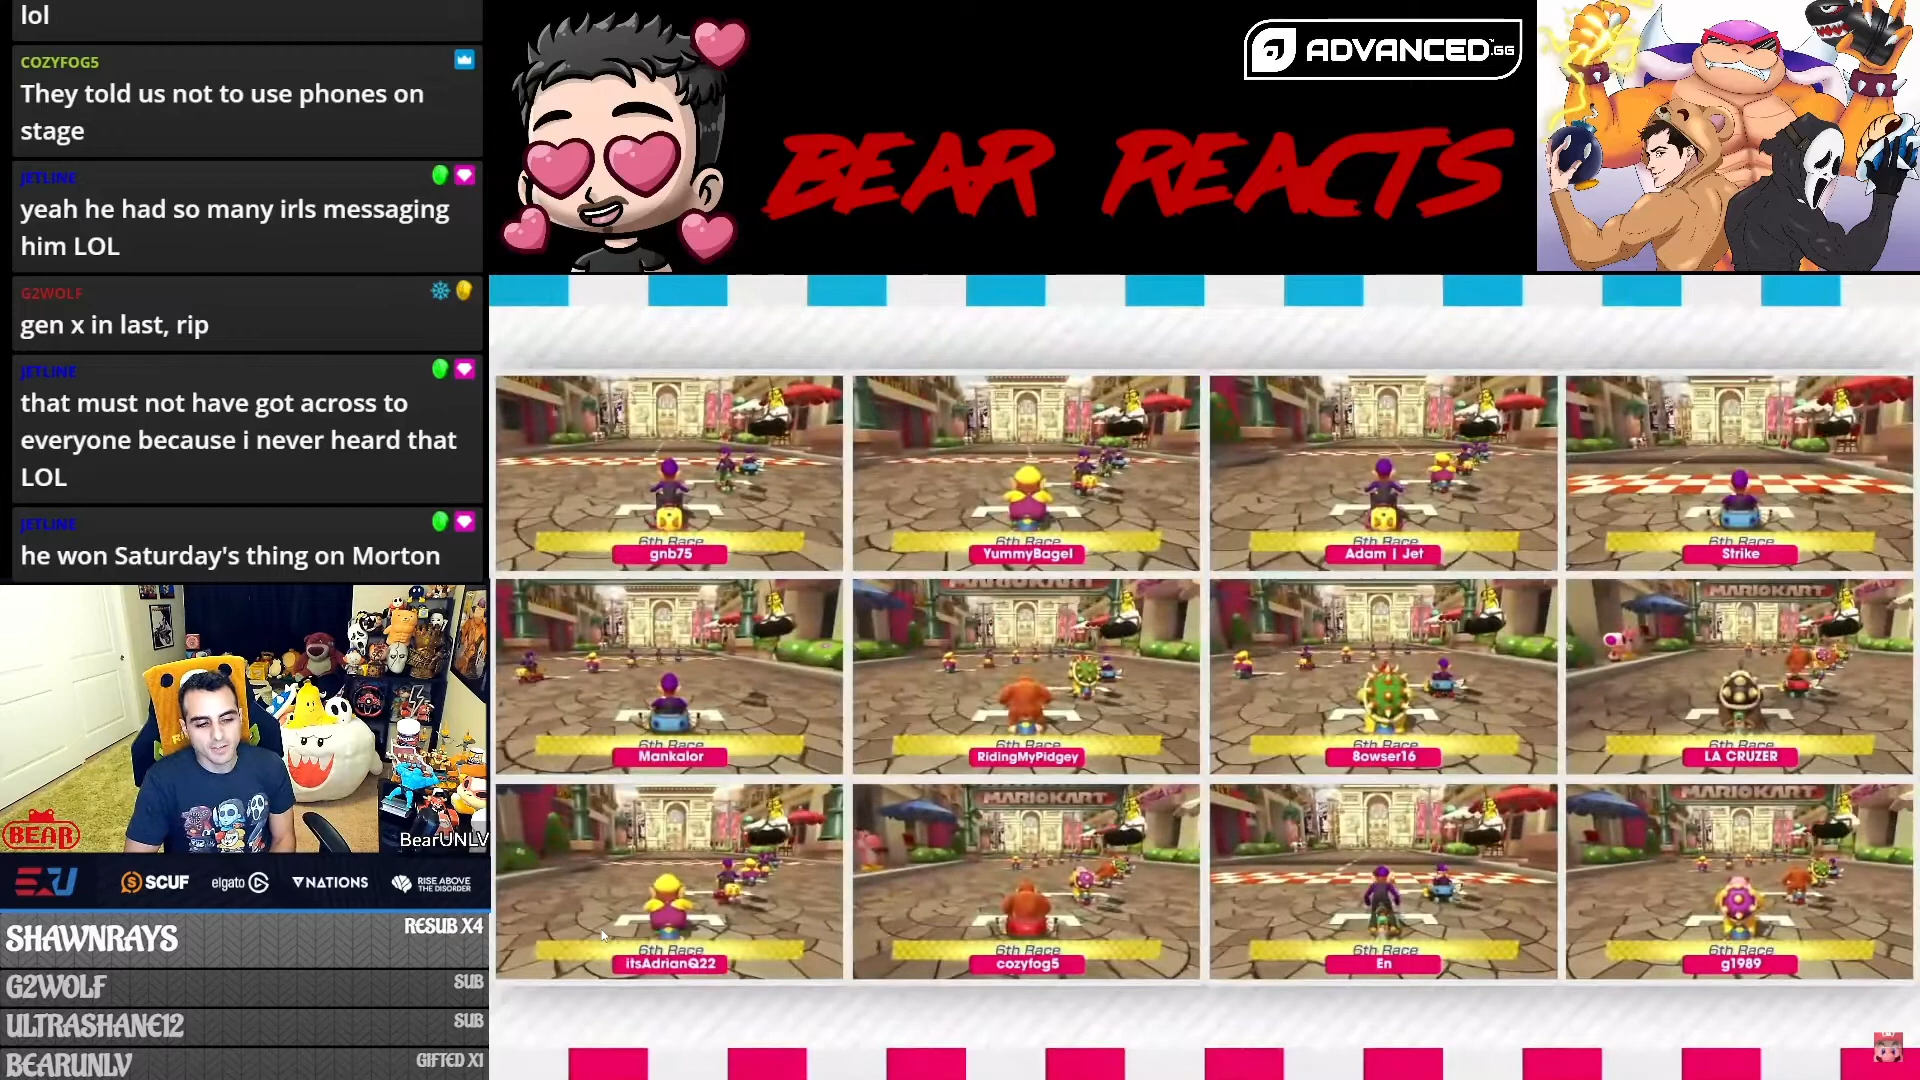 lol
COZYFOG5
They told us not to use phones on
stage
JETLINE
yeah he had so many irls messaging
him LOL
G2WOLF
gen x in last, rip
JETLINE
that must not have got across to
everyone because i never heard that
LOL
JETLINE
he won Saturday's thing on Morton
BEAR
BearUNLV
EXU
SCUF
elgato
NATIONS
RISE ABOVE
THE DISORDER
SHAWNRAYS RESUB X4
G2WOLF SUB
ULTRASHANE12 SUB
BEARUNLV GIFTED X1
ADVANCED.GG
BEAR REACTS
6th Race
gnb75
6th Race
YummyBagel
6th Race
Adam | Jet
6th Race
Strike
6th Race
Mankalor
MARIOKART
6th Race
RidingMyPidgey
6th Race
Bowser16
MARIOKART
6th Race
LA CRUZER
6th Race
itsAdrianQ22
MARIOKART
6th Race
cozyfog5
6th Race
En
MARIOKART
6th Race
g1989